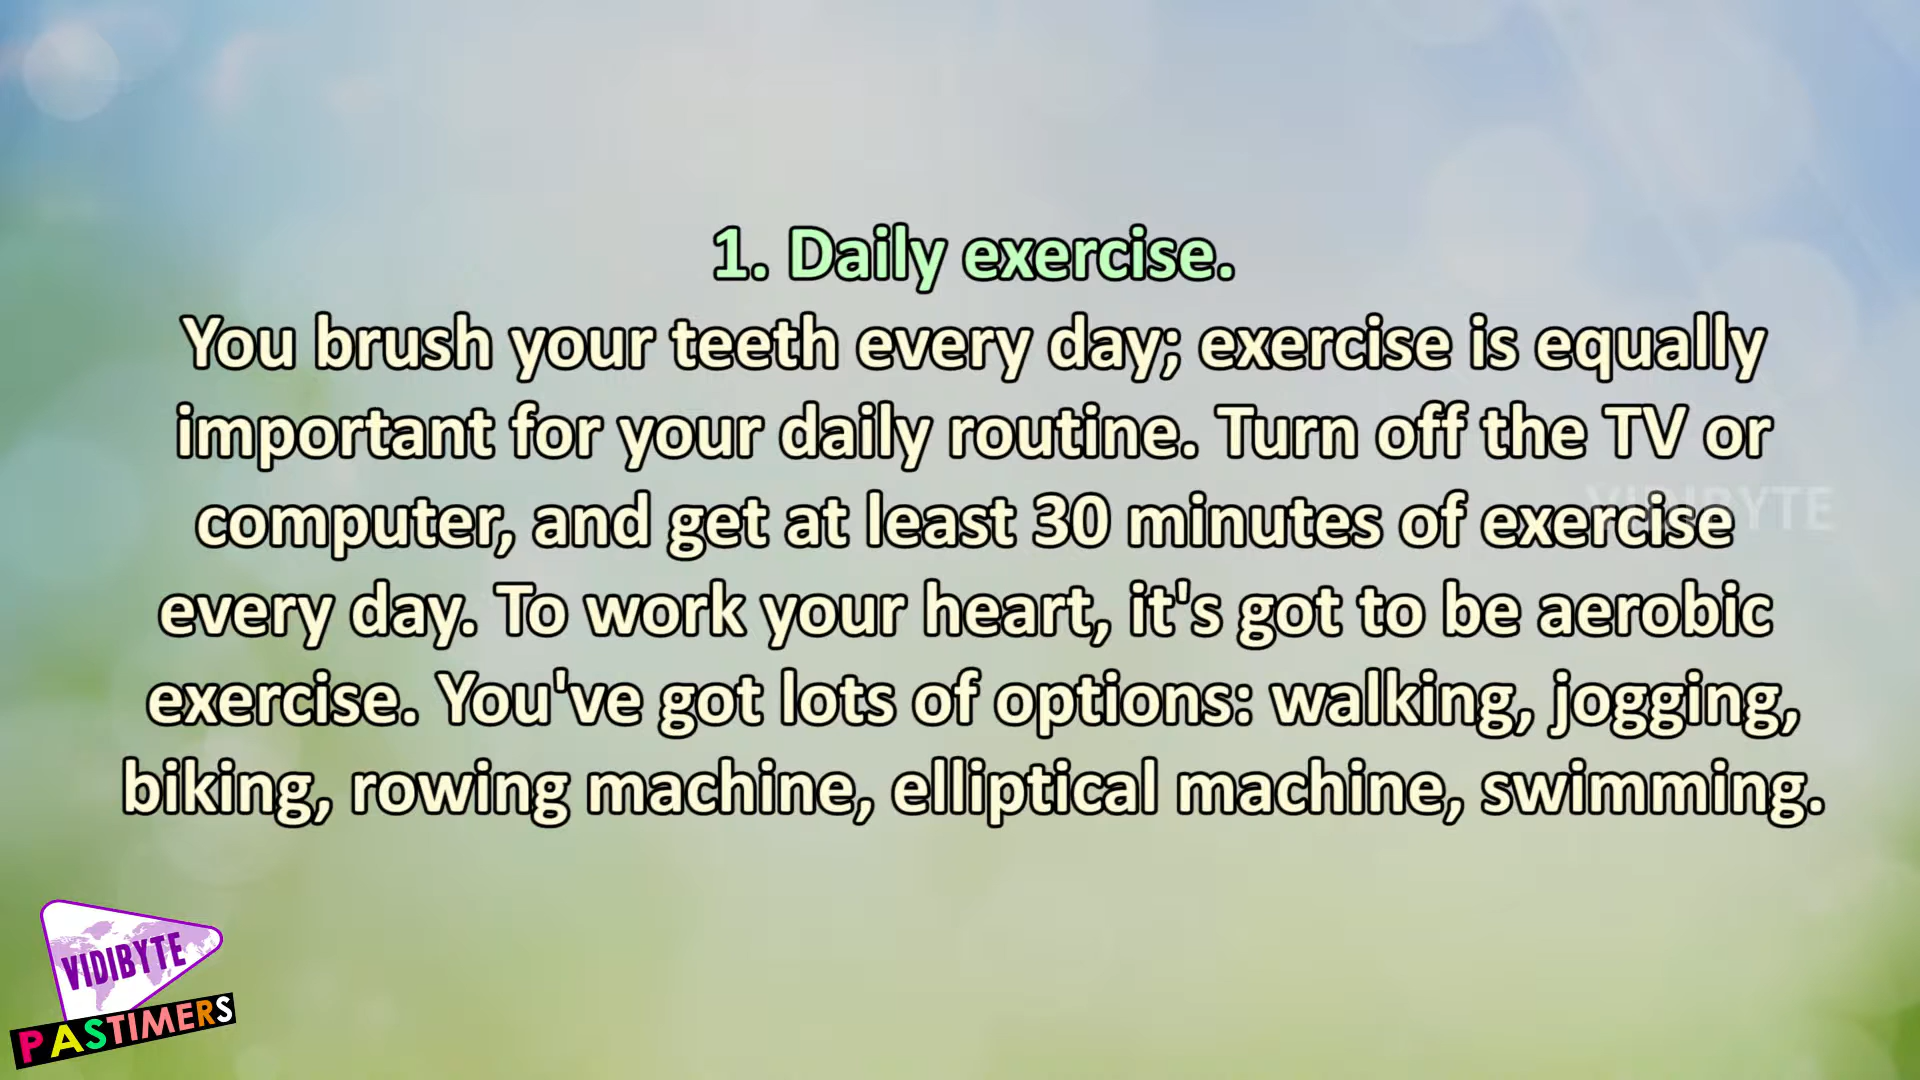 1. Daily exercise.
You brush your teeth every day; exercise is equally
important for your daily routine. Turn off the TV or
computer, and get at least 30 minutes of exercise
every day. To work your heart, it's got to be aerobic
exercise. You've got lots of options: walking, jogging,
biking, rowing machine, elliptical machine, swimming.
VIDIBYTE
VIDIBYTE
PASTIMERS